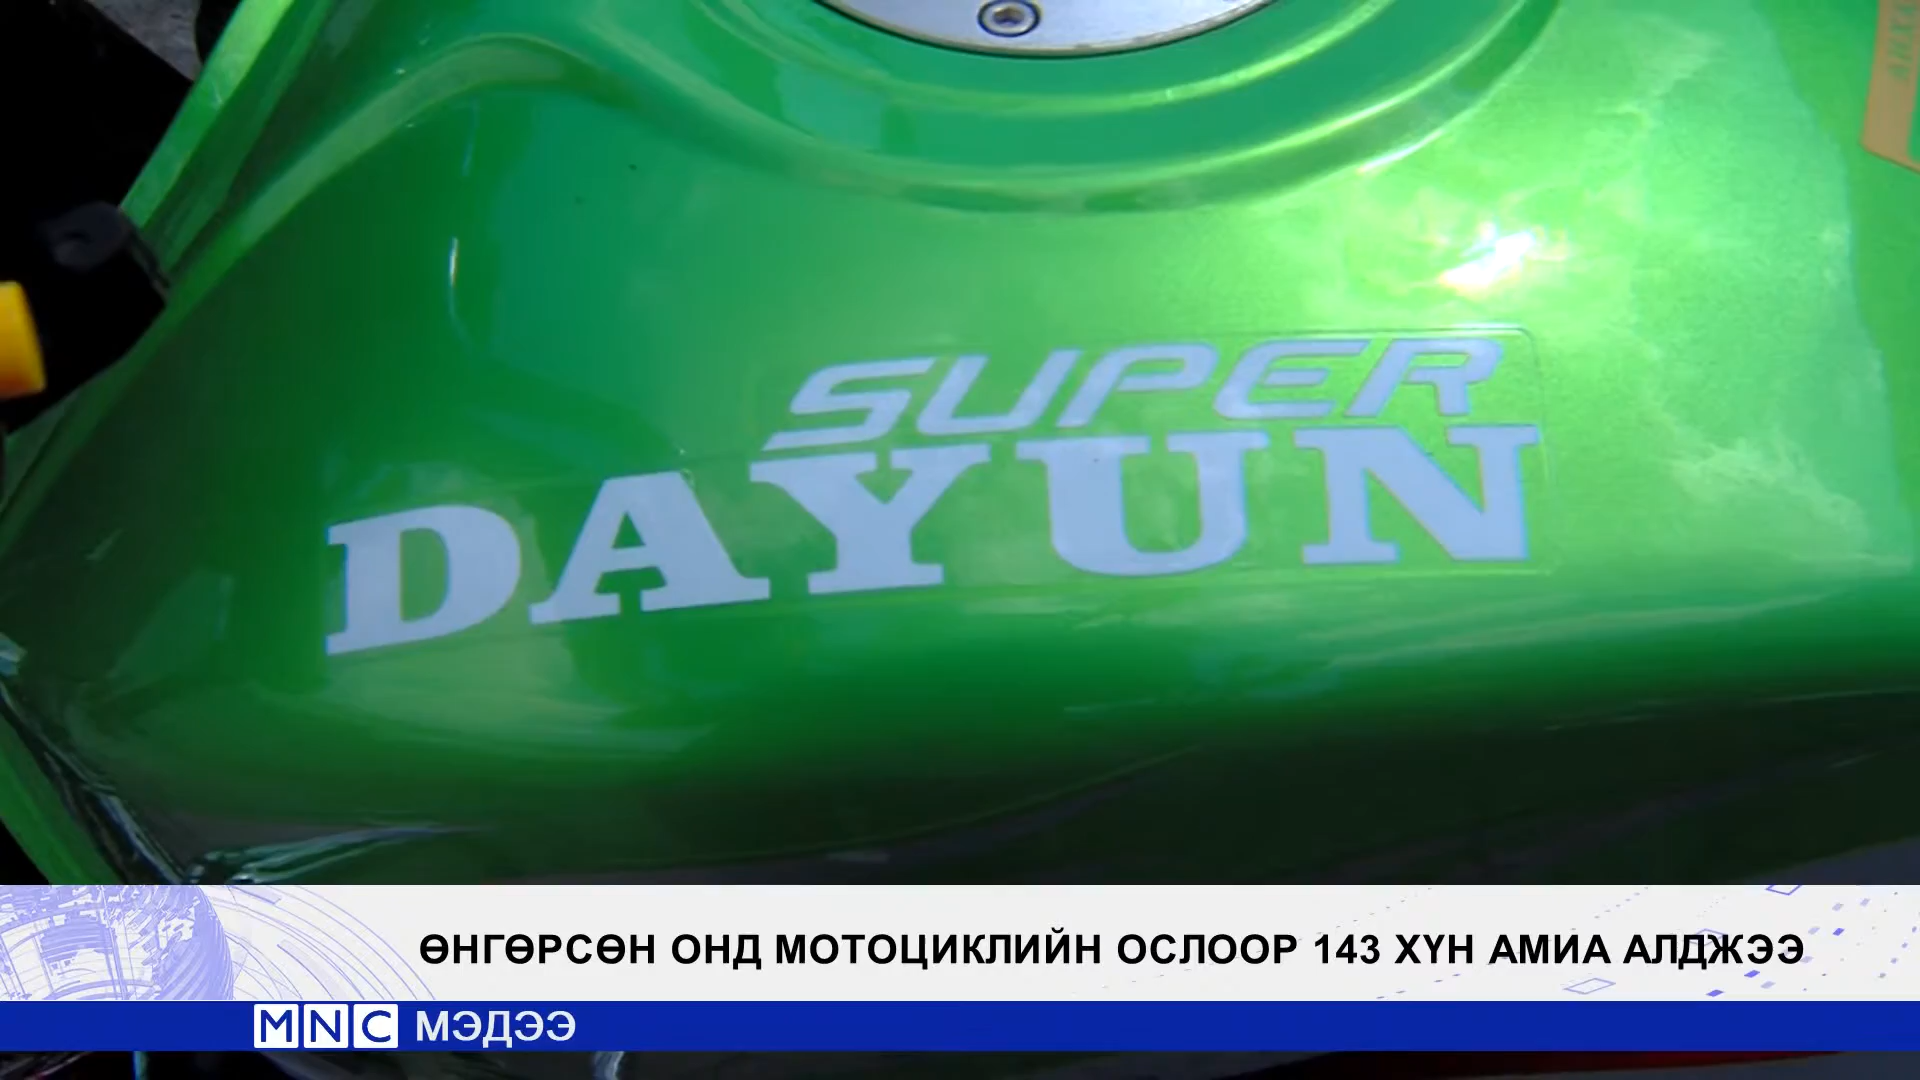 SUPER
DAYUN
ӨНГӨРСӨН ОНД МОТОЦИКЛИЙН ОСЛООР 143 ХҮН АМИА АЛДЖЭЭ
MNC МЭДЭЭ